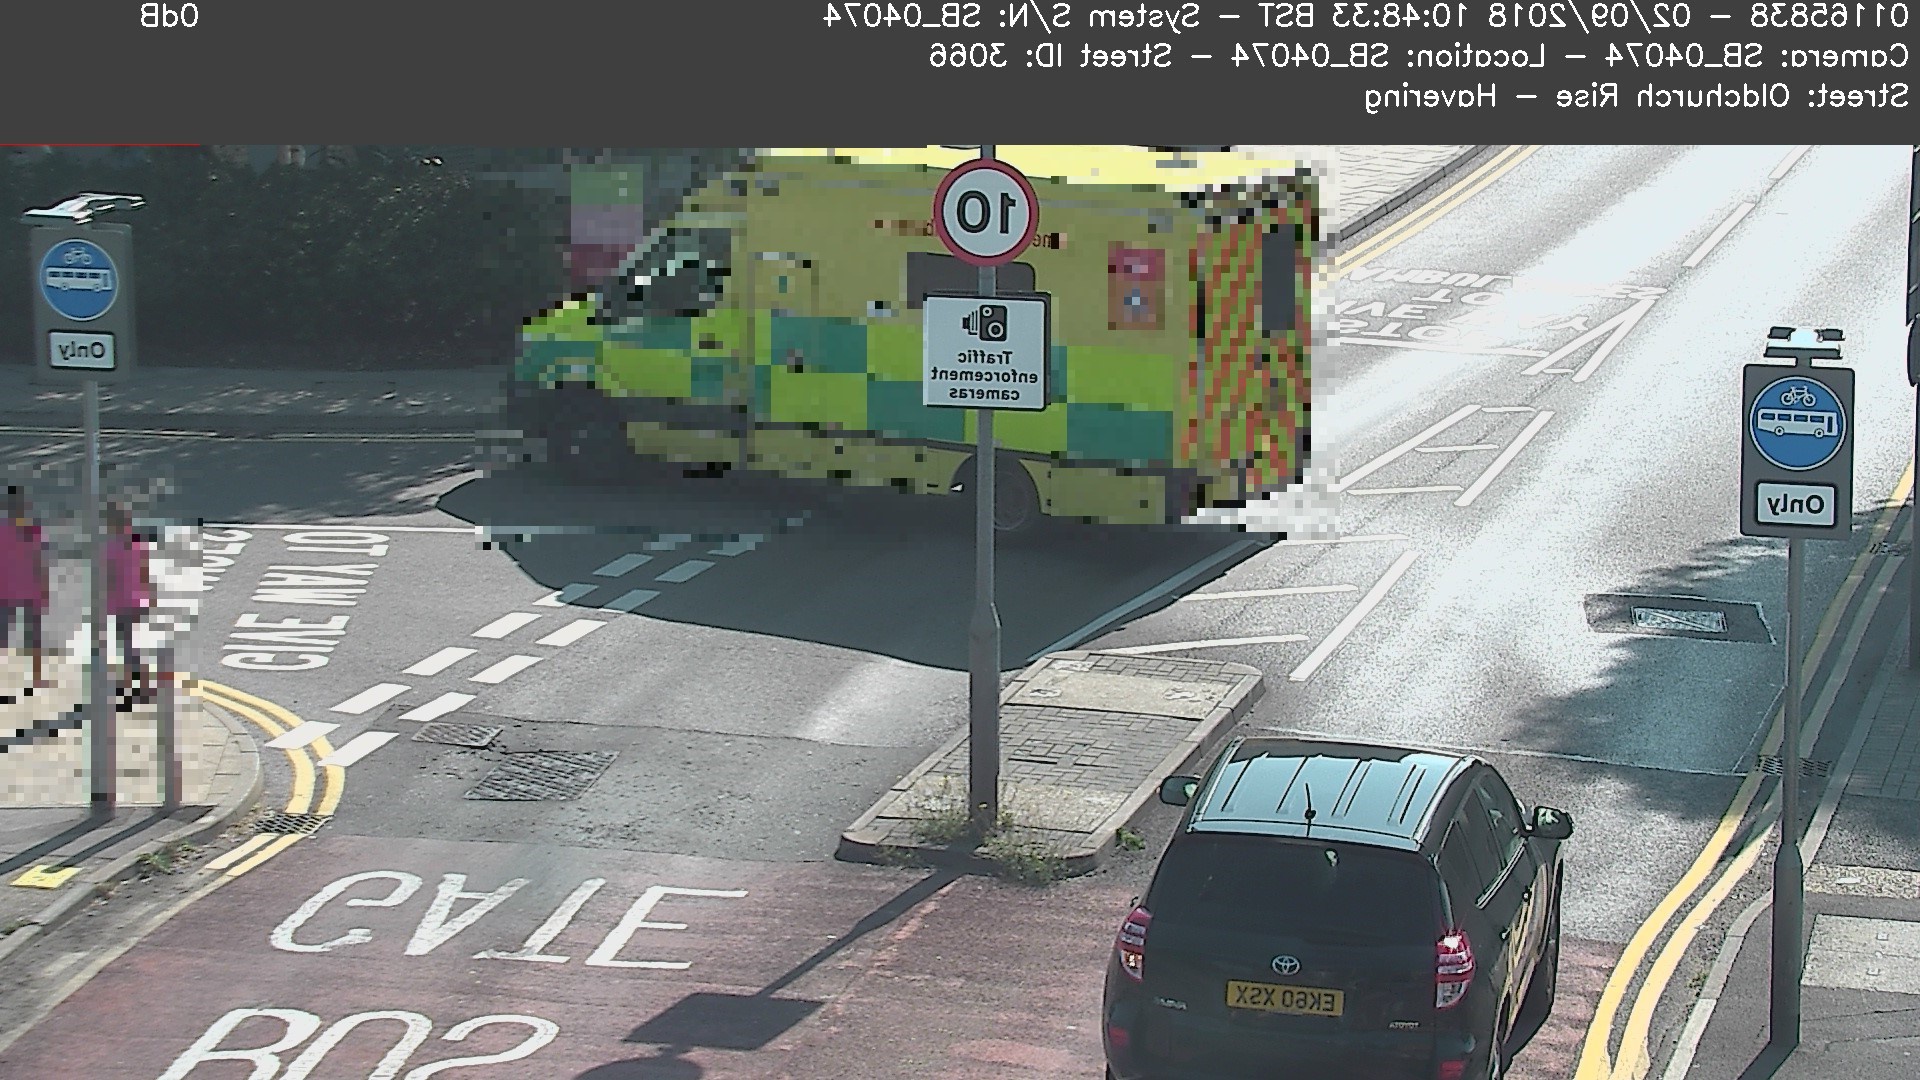 01165838 – 02/09/2018 10:48:33 BST – System S/N: SB_04074
0dB
Camera: SB_04074 – Location: SB_04074 – Street ID: 3066
Street: Oldchurch Rise – Havering
10
Traffic
enforcement
cameras
Only
Only
GIVE WAY TO
GATE
BUS
TOYOTA
EK60 XSX